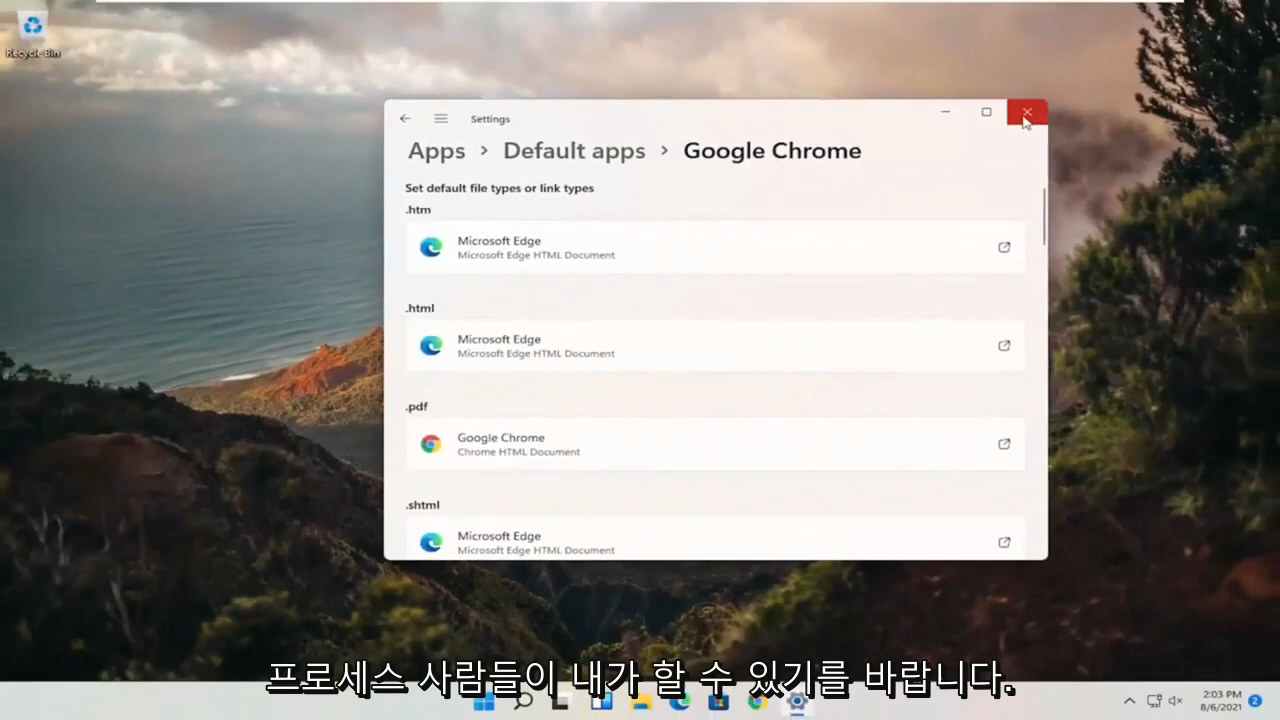 Recycle Bin
Settings
Apps > Default apps > Google Chrome
Set default file types or link types
.htm
Microsoft Edge
Microsoft Edge HTML Document
.html
Microsoft Edge
Microsoft Edge HTML Document
.pdf
Google Chrome
Chrome HTML Document
.shtml
Microsoft Edge
Microsoft Edge HTML Document
프로세스 사람들이 내가 할 수 있기를 바랍니다.
2:03 PM
8/6/2021
2